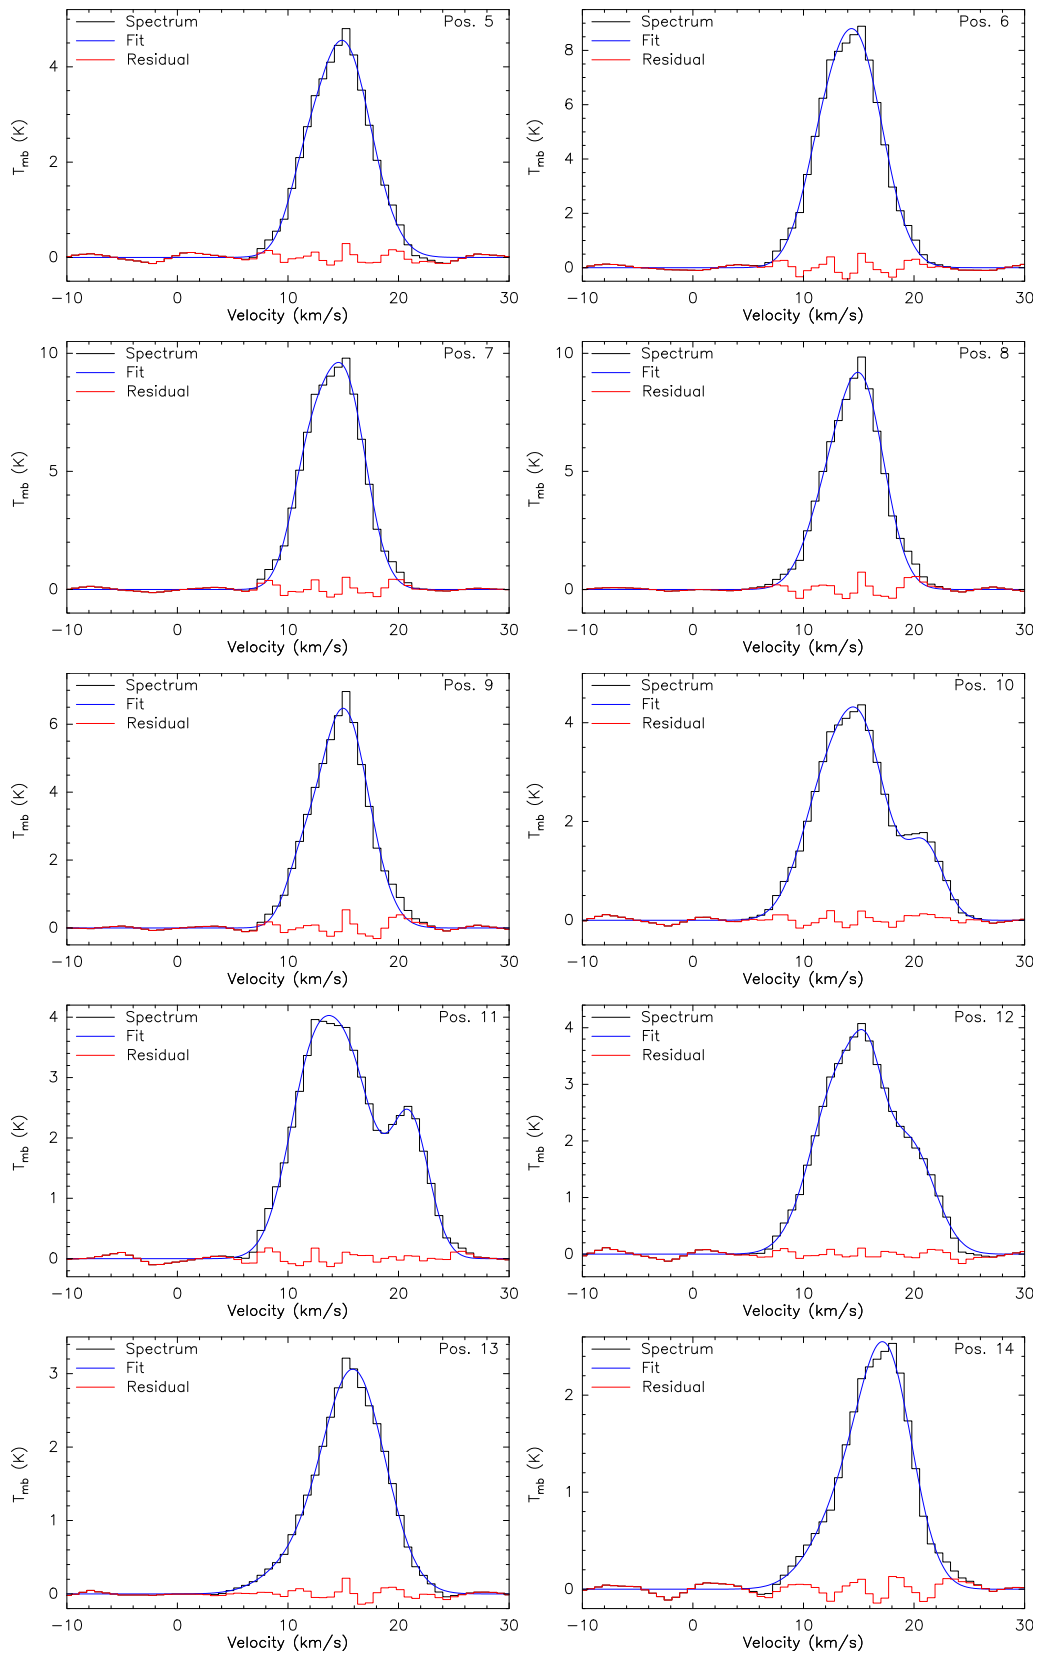 Spectrum Pos. 5
Fit
Residual
4
2
0
T_mb (K)
−10 0 10 20 30
Velocity (km/s)
Spectrum Pos. 6
Fit
Residual
8
6
4
2
0
T_mb (K)
−10 0 10 20 30
Velocity (km/s)
Spectrum Pos. 7
Fit
Residual
10
5
0
T_mb (K)
−10 0 10 20 30
Velocity (km/s)
Spectrum Pos. 8
Fit
Residual
10
5
0
T_mb (K)
−10 0 10 20 30
Velocity (km/s)
Spectrum Pos. 9
Fit
Residual
6
4
2
0
T_mb (K)
−10 0 10 20 30
Velocity (km/s)
Spectrum Pos. 10
Fit
Residual
4
2
0
T_mb (K)
−10 0 10 20 30
Velocity (km/s)
Spectrum Pos. 11
Fit
Residual
4
3
2
1
0
T_mb (K)
−10 0 10 20 30
Velocity (km/s)
Spectrum Pos. 12
Fit
Residual
4
3
2
1
0
T_mb (K)
−10 0 10 20 30
Velocity (km/s)
Spectrum Pos. 13
Fit
Residual
3
2
1
0
T_mb (K)
−10 0 10 20 30
Velocity (km/s)
Spectrum Pos. 14
Fit
Residual
2
1
0
T_mb (K)
−10 0 10 20 30
Velocity (km/s)